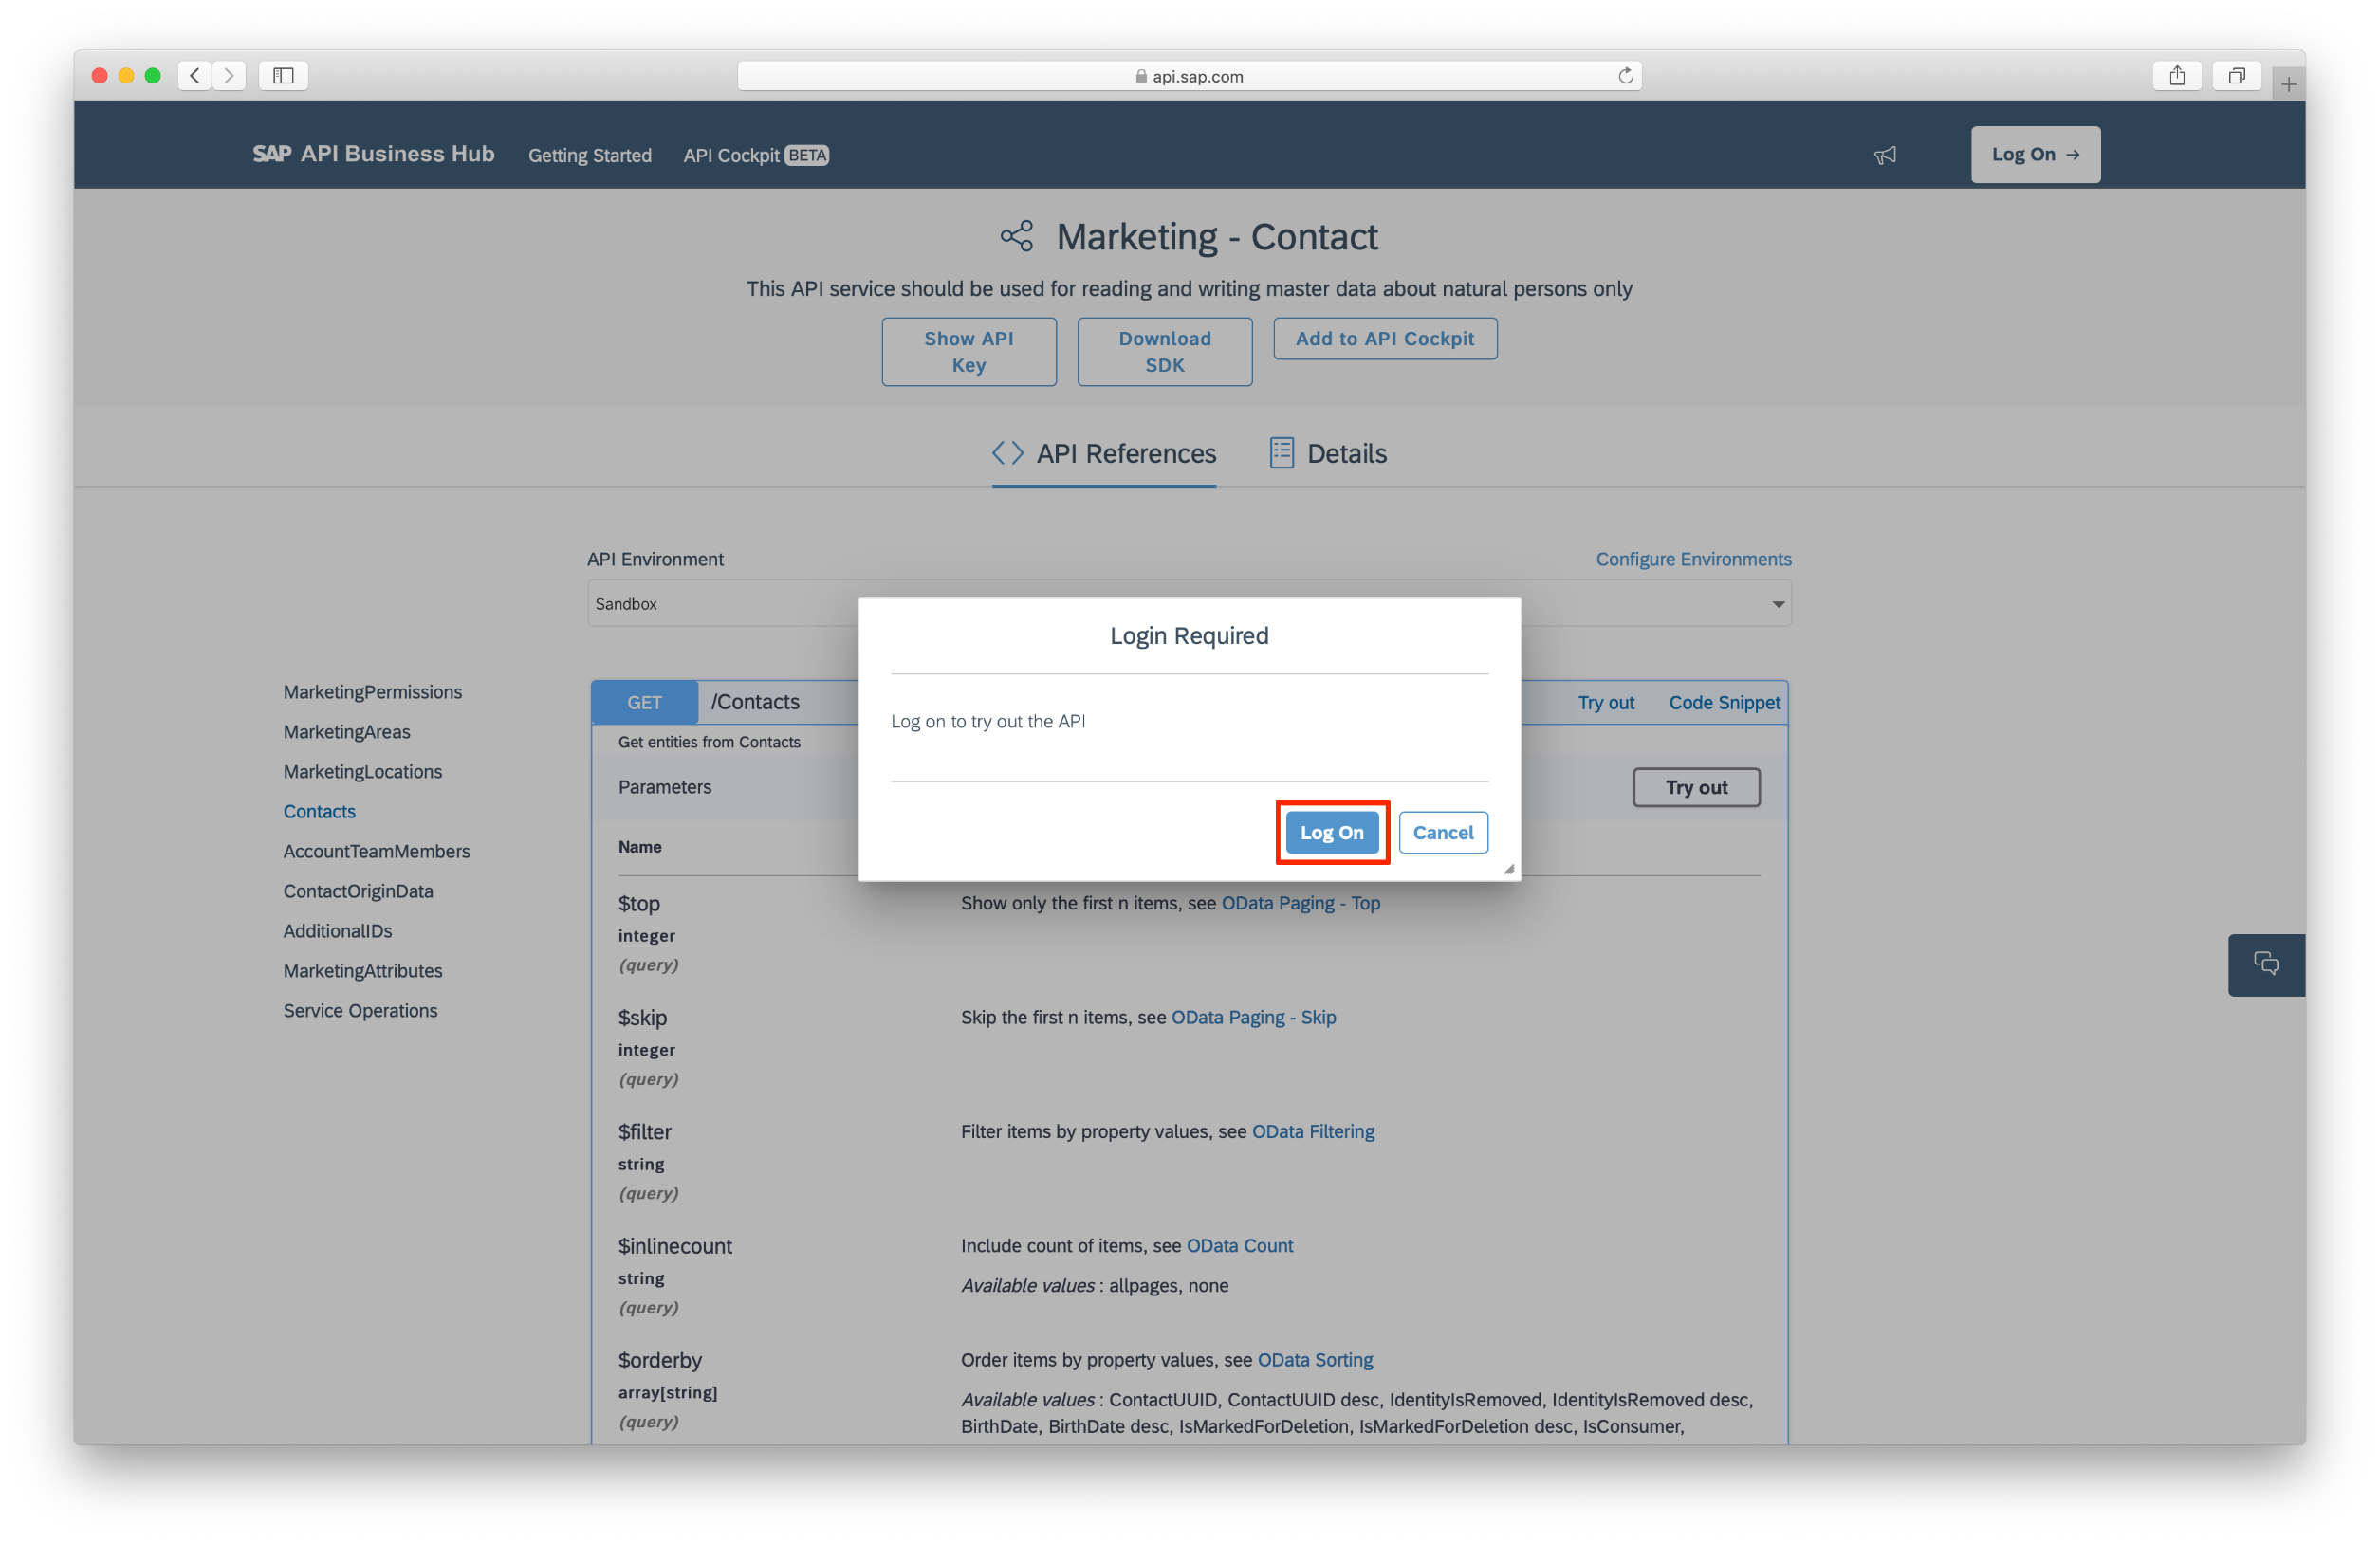 api.sap.com
SAP API Business Hub
Getting Started
API Cockpit BETA
Log On →
Marketing - Contact
This API service should be used for reading and writing master data about natural persons only
Show API
Key
Download
SDK
Add to API Cockpit
API References
Details
API Environment
Configure Environments
Sandbox
Login Required
Log on to try out the API
Log On
Cancel
MarketingPermissions
MarketingAreas
MarketingLocations
Contacts
AccountTeamMembers
ContactOriginData
AdditionalIDs
MarketingAttributes
Service Operations
GET /Contacts
Try out
Code Snippet
Get entities from Contacts
Parameters
Try out
Name
$top
integer
(query)
Show only the first n items, see OData Paging - Top
$skip
integer
(query)
Skip the first n items, see OData Paging - Skip
$filter
string
(query)
Filter items by property values, see OData Filtering
$inlinecount
string
(query)
Include count of items, see OData Count
Available values : allpages, none
$orderby
array[string]
(query)
Order items by property values, see OData Sorting
Available values : ContactUUID, ContactUUID desc, IdentityIsRemoved, IdentityIsRemoved desc,
BirthDate, BirthDate desc, IsMarkedForDeletion, IsMarkedForDeletion desc, IsConsumer,